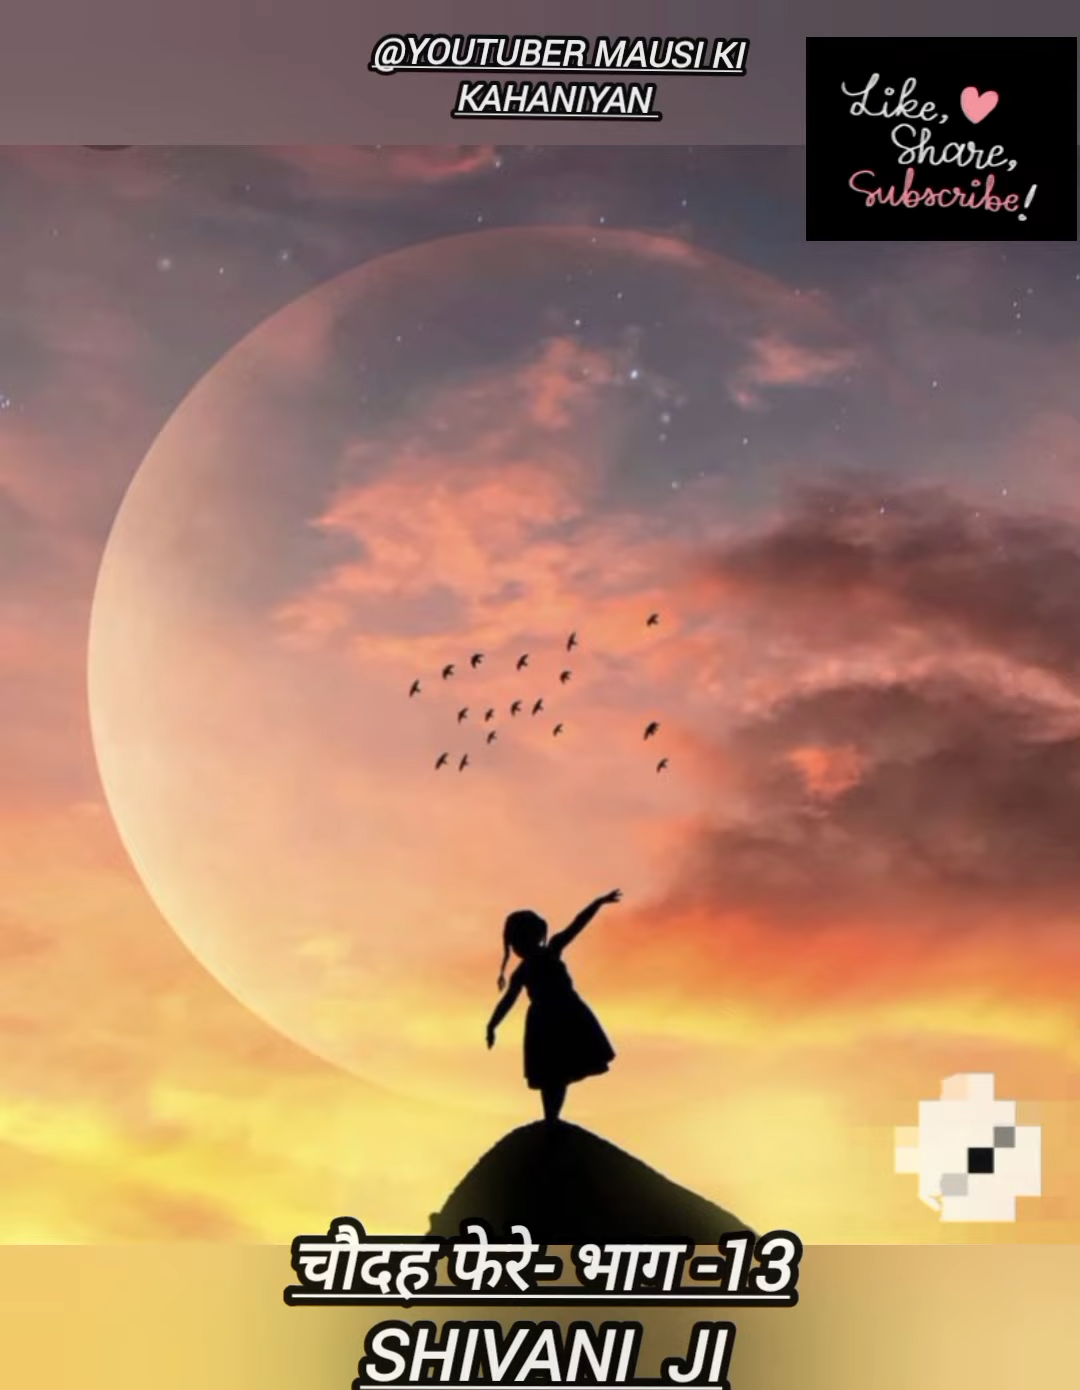 @YOUTUBER MAUSI KI
KAHANIYAN
Like,
Share,
Subscribe!
चौदह फेरे- भाग -13
SHIVANI JI